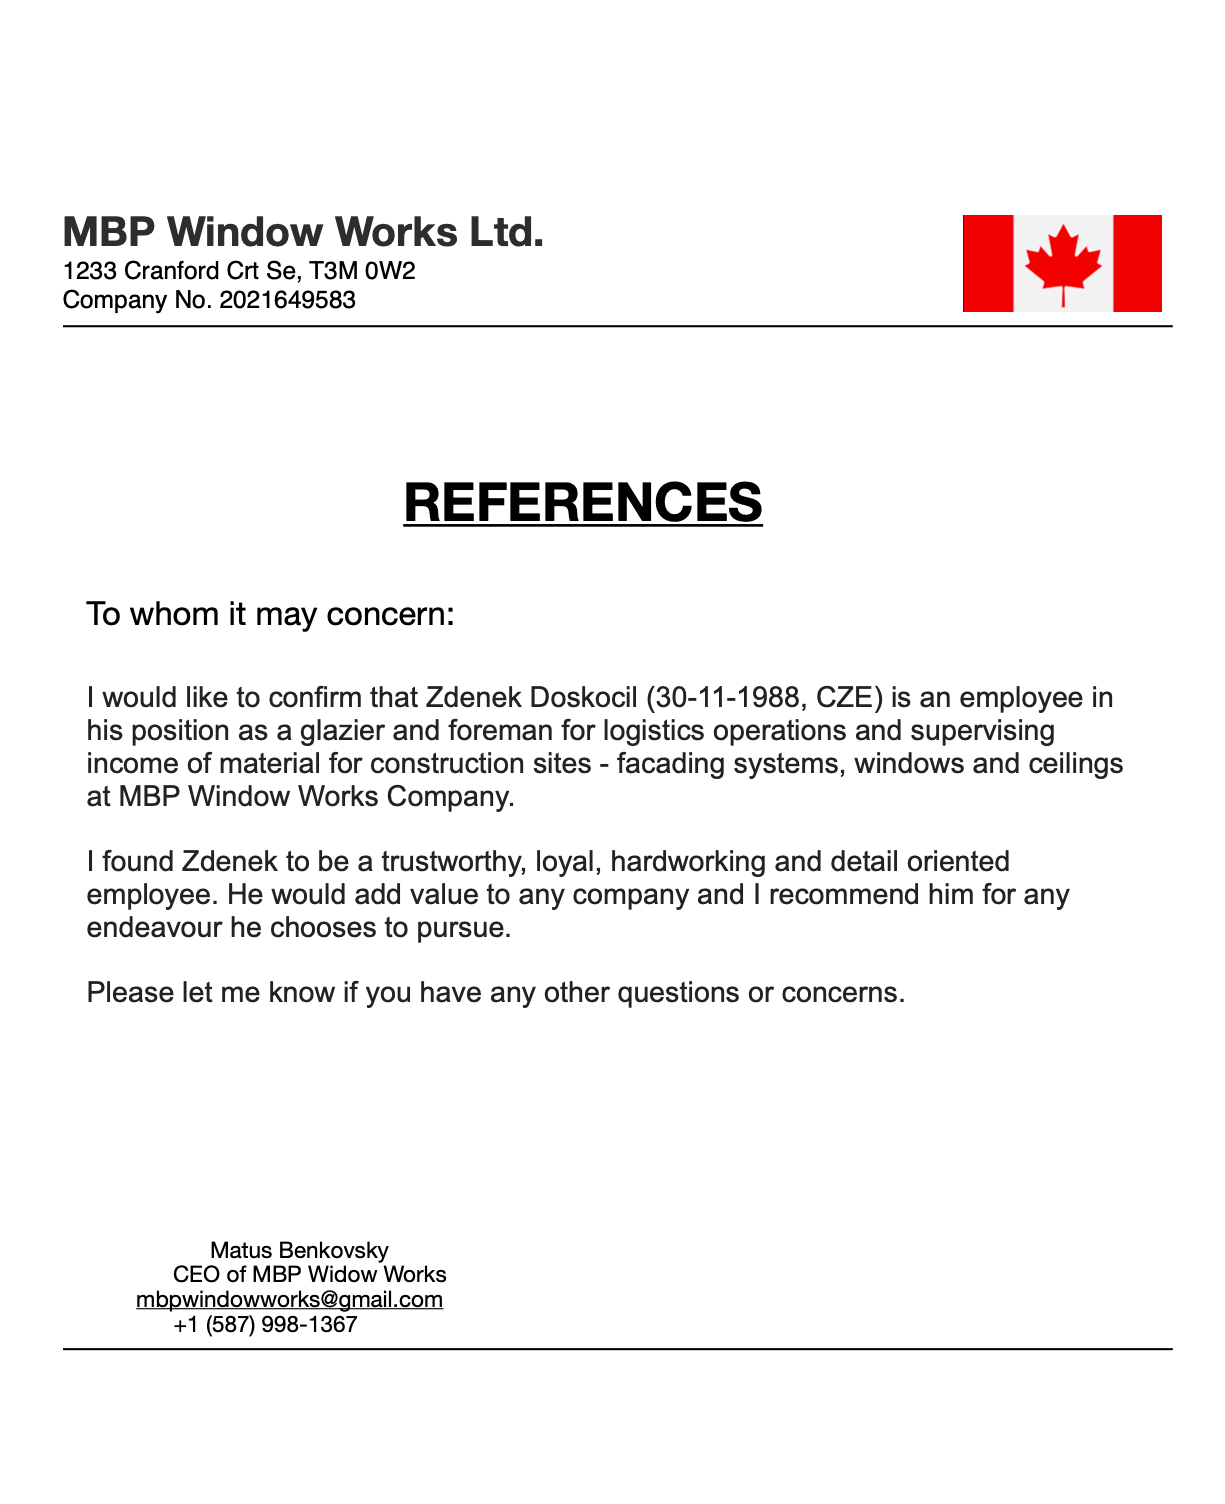 MBP Window Works Ltd.
1233 Cranford Crt Se, T3M 0W2
Company No. 2021649583
REFERENCES
To whom it may concern:
I would like to confirm that Zdenek Doskocil (30-11-1988, CZE) is an employee in
his position as a glazier and foreman for logistics operations and supervising
income of material for construction sites - facading systems, windows and ceilings
at MBP Window Works Company.
I found Zdenek to be a trustworthy, loyal, hardworking and detail oriented
employee. He would add value to any company and I recommend him for any
endeavour he chooses to pursue.
Please let me know if you have any other questions or concerns.
Matus Benkovsky
CEO of MBP Widow Works
mbpwindowworks@gmail.com
+1 (587) 998-1367